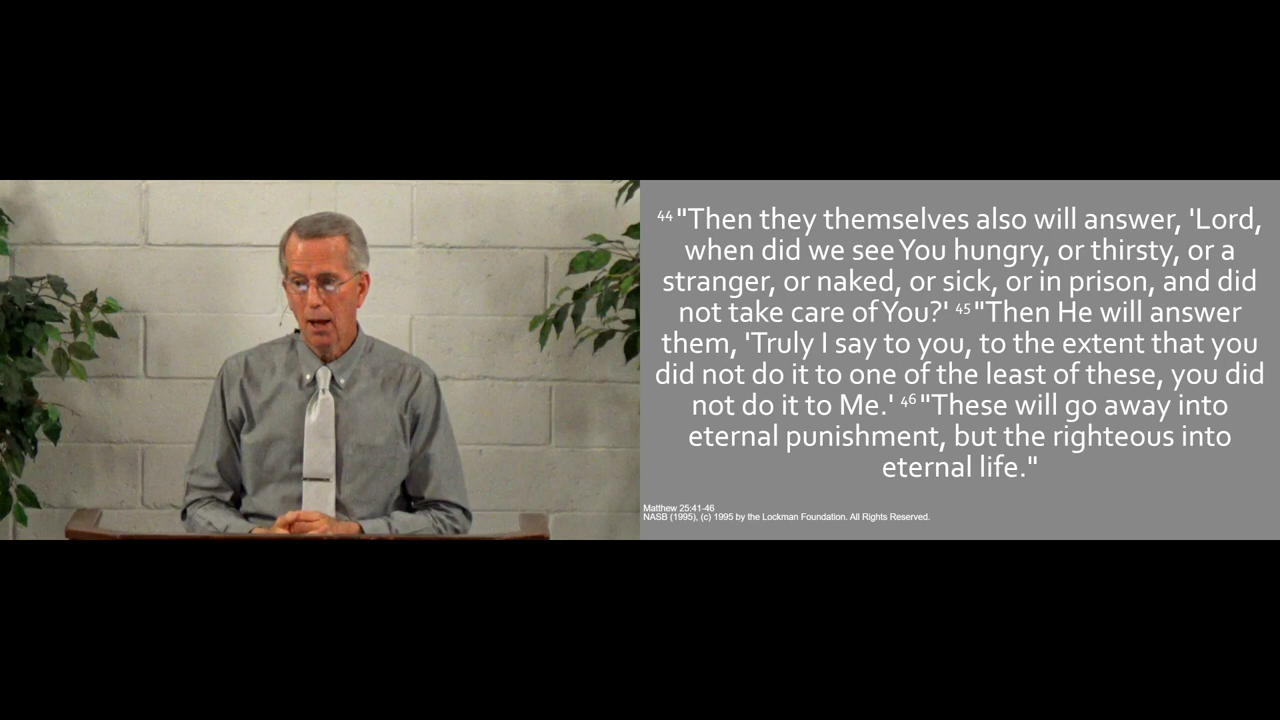 44 "Then they themselves also will answer, 'Lord,
when did we see You hungry, or thirsty, or a
stranger, or naked, or sick, or in prison, and did
not take care of You?' 45 "Then He will answer
them, 'Truly I say to you, to the extent that you
did not do it to one of the least of these, you did
not do it to Me.' 46 "These will go away into
eternal punishment, but the righteous into
eternal life."
Matthew 25:41-46
NASB (1995), (c) 1995 by the Lockman Foundation. All Rights Reserved.